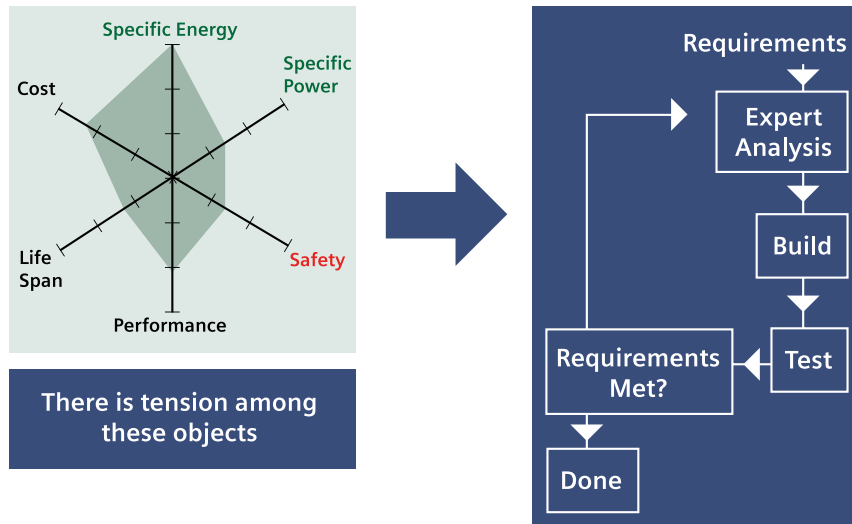 Specific Energy
Specific
Power
Cost
Life
Span
Safety
Performance
There is tension among
these objects
Requirements
Expert
Analysis
Build
Test
Requirements
Met?
Done